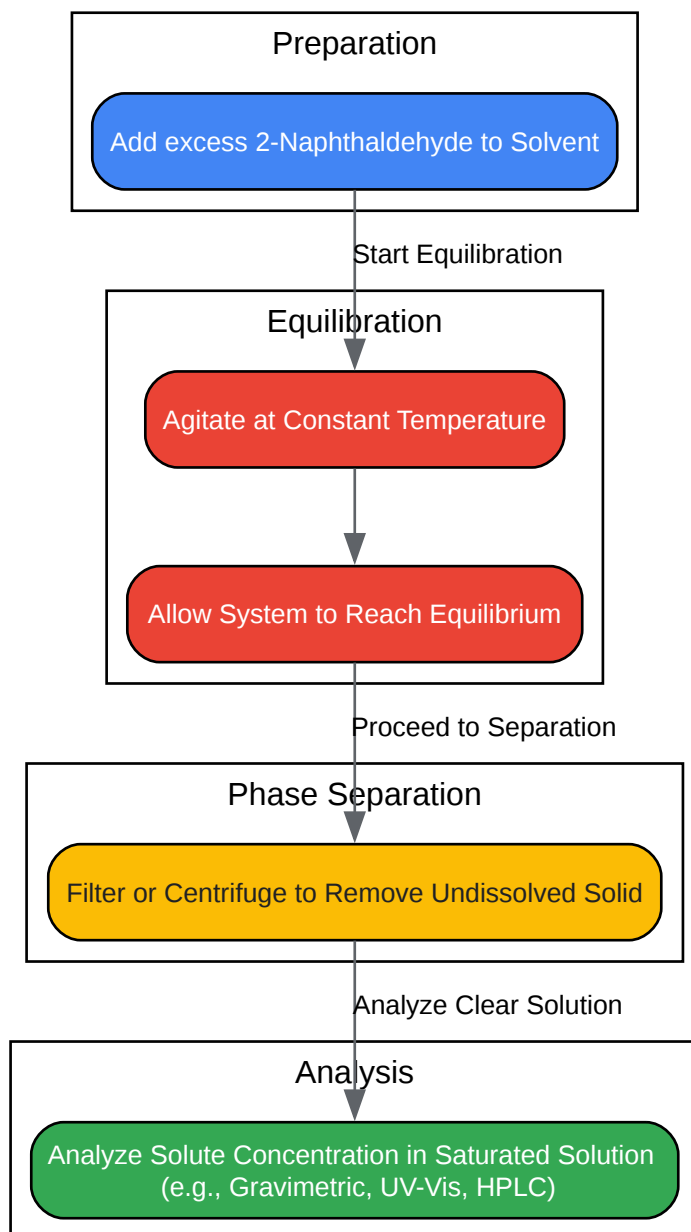 Preparation
Add excess 2-Naphthaldehyde to Solvent
Start Equilibration
Equilibration
Agitate at Constant Temperature
Allow System to Reach Equilibrium
Proceed to Separation
Phase Separation
Filter or Centrifuge to Remove Undissolved Solid
Analyze Clear Solution
Analysis
Analyze Solute Concentration in Saturated Solution
(e.g., Gravimetric, UV-Vis, HPLC)